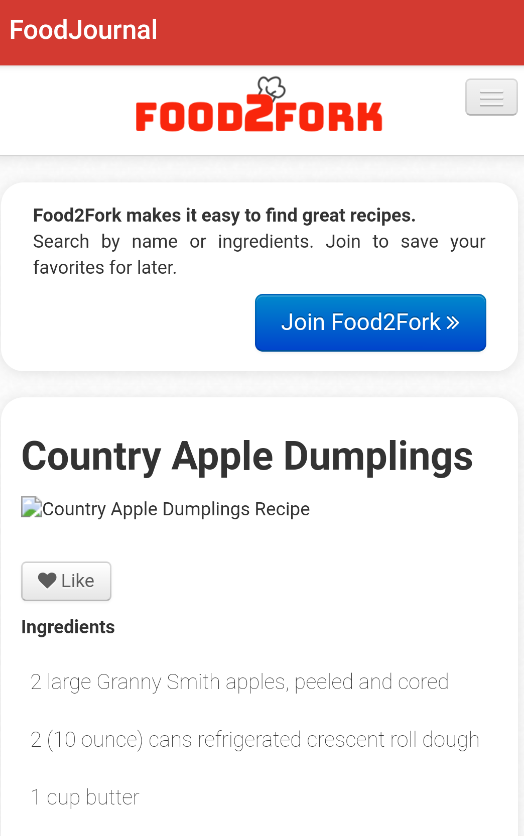 FoodJournal
FOOD2FORK
Food2Fork makes it easy to find great recipes.
Search by name or ingredients. Join to save your
favorites for later.
Join Food2Fork »
Country Apple Dumplings
Country Apple Dumplings Recipe
Like
Ingredients
2 large Granny Smith apples, peeled and cored
2 (10 ounce) cans refrigerated crescent roll dough
1 cup butter